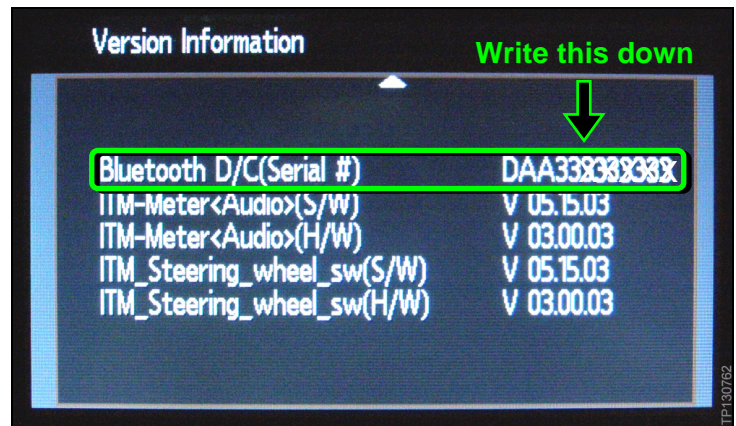 Version Information
Write this down
Bluetooth D/C(Serial #)
ITM-Meter<Audio>(S/W) V 05.15.03
ITM-Meter<Audio>(H/W) V 03.00.03
ITM_Steering_wheel_sw(S/W) V 05.15.03
ITM_Steering_wheel_sw(H/W) V 03.00.03
TP130762